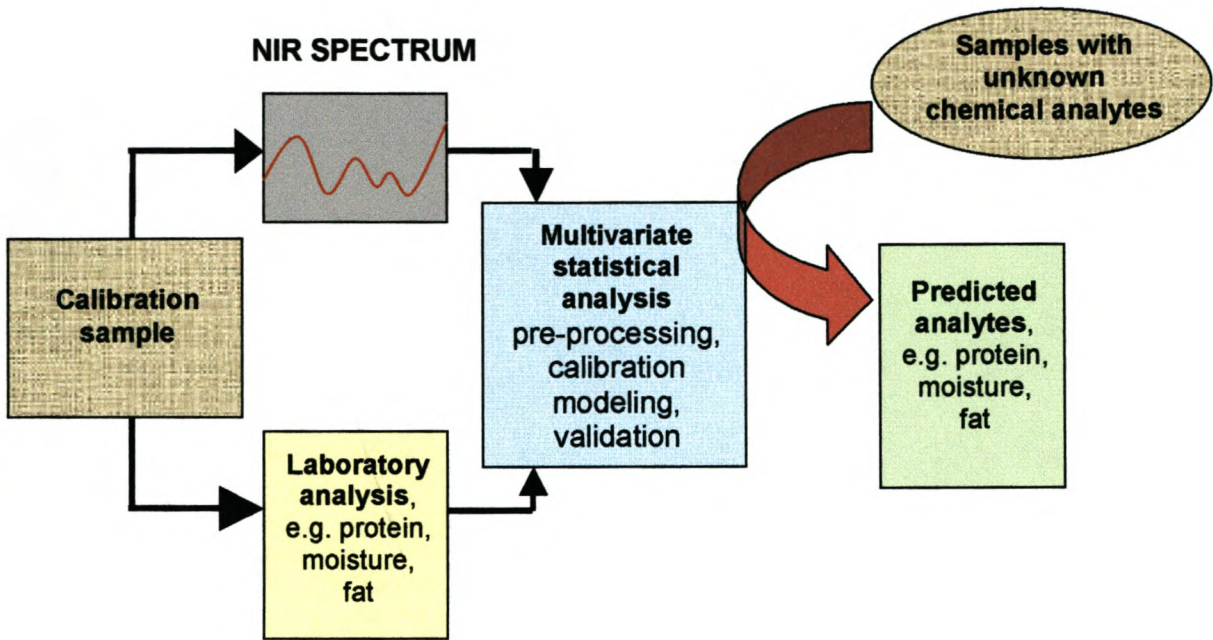 NIR SPECTRUM
Samples with
unknown
chemical analytes
Calibration
sample
Multivariate
statistical
analysis
pre-processing,
calibration
modeling,
validation
Predicted
analytes,
e.g. protein,
moisture,
fat
Laboratory
analysis,
e.g. protein,
moisture,
fat